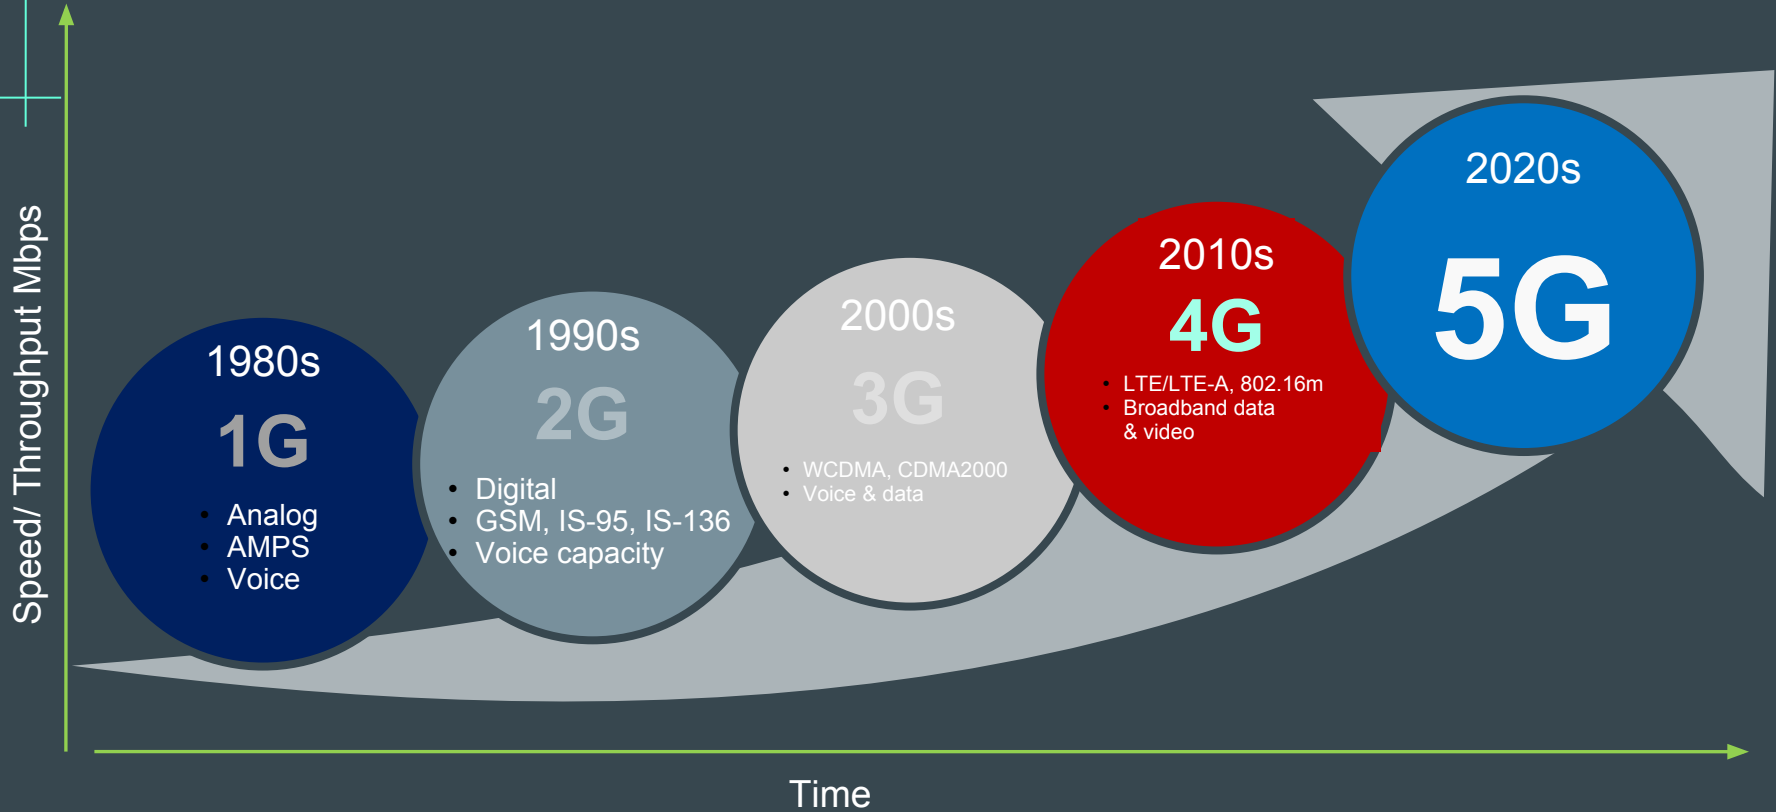 Speed/ Throughput Mbps
1980s
1G
• Analog
• AMPS
• Voice
1990s
2G
• Digital
• GSM, IS-95, IS-136
• Voice capacity
2000s
3G
• WCDMA, CDMA2000
• Voice & data
2010s
4G
• LTE/LTE-A, 802.16m
• Broadband data
& video
2020s
5G
Time